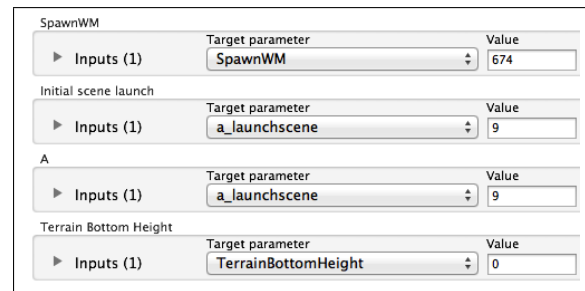 SpawnWM
Target parameter Value
Inputs (1) SpawnWM 674
Initial scene launch
Target parameter Value
Inputs (1) a_launchscene 9
A
Target parameter Value
Inputs (1) a_launchscene 9
Terrain Bottom Height
Target parameter Value
Inputs (1) TerrainBottomHeight 0